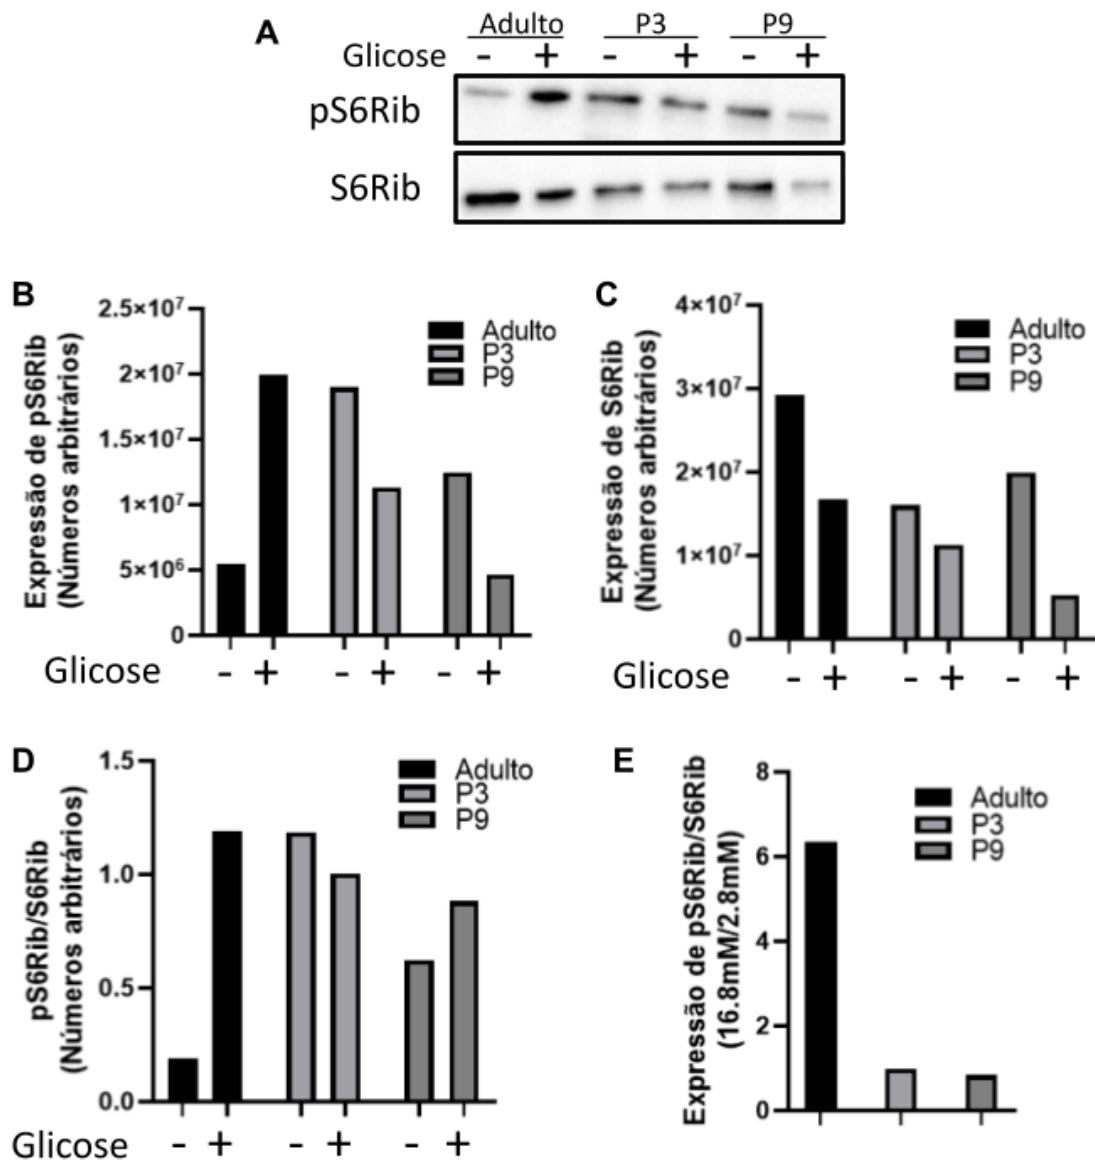 A
Adulto P3 P9
Glicose - + - + - +
pS6Rib
S6Rib
B
Expressão de pS6Rib
(Números arbitrários)
2.5×10⁷
2×10⁷
1.5×10⁷
1×10⁷
5×10⁶
0
Adulto
P3
P9
Glicose - + - + - +
C
Expressão de S6Rib
(Números arbitrários)
4×10⁷
3×10⁷
2×10⁷
1×10⁷
0
Adulto
P3
P9
Glicose - + - + - +
D
pS6Rib/S6Rib
(Números arbitrários)
1.5
1.0
0.5
0.0
Adulto
P3
P9
Glicose - + - + - +
E
Expressão de pS6Rib/S6Rib
(16.8mM/2.8mM)
8
6
4
2
0
Adulto
P3
P9